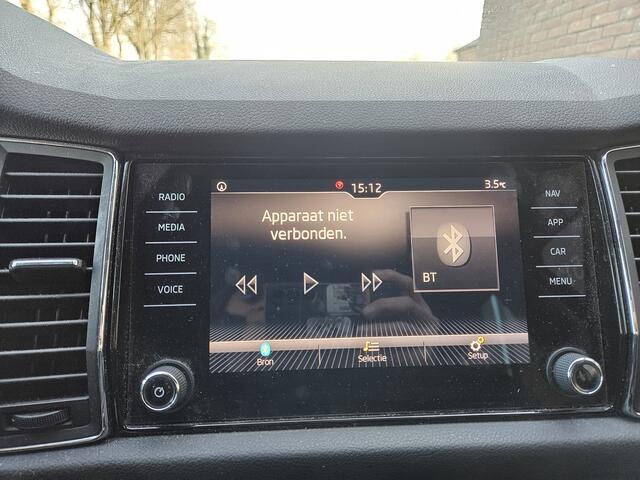 15:12
3.5°C
RADIO
MEDIA
PHONE
VOICE
Apparaat niet
verbonden.
BT
NAV
APP
CAR
MENU
Bron
Selectie
Setup